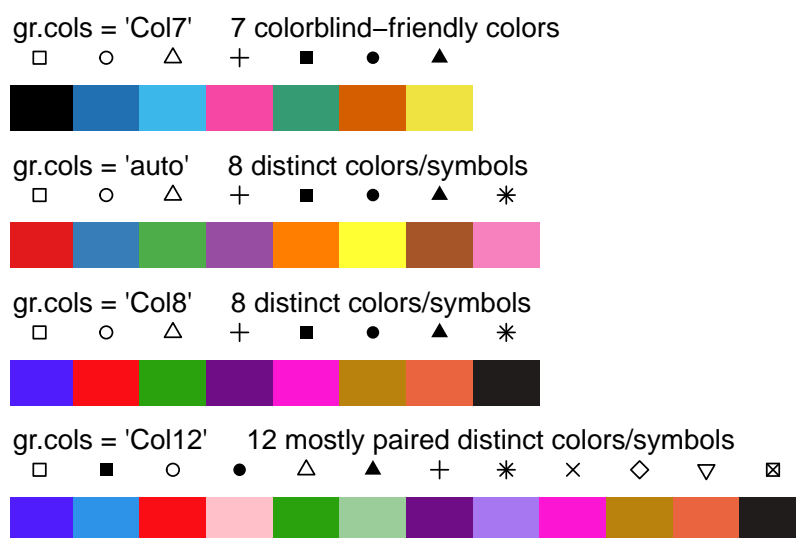 gr.cols = 'Col7' 7 colorblind−friendly colors
gr.cols = 'auto' 8 distinct colors/symbols
gr.cols = 'Col8' 8 distinct colors/symbols
gr.cols = 'Col12' 12 mostly paired distinct colors/symbols